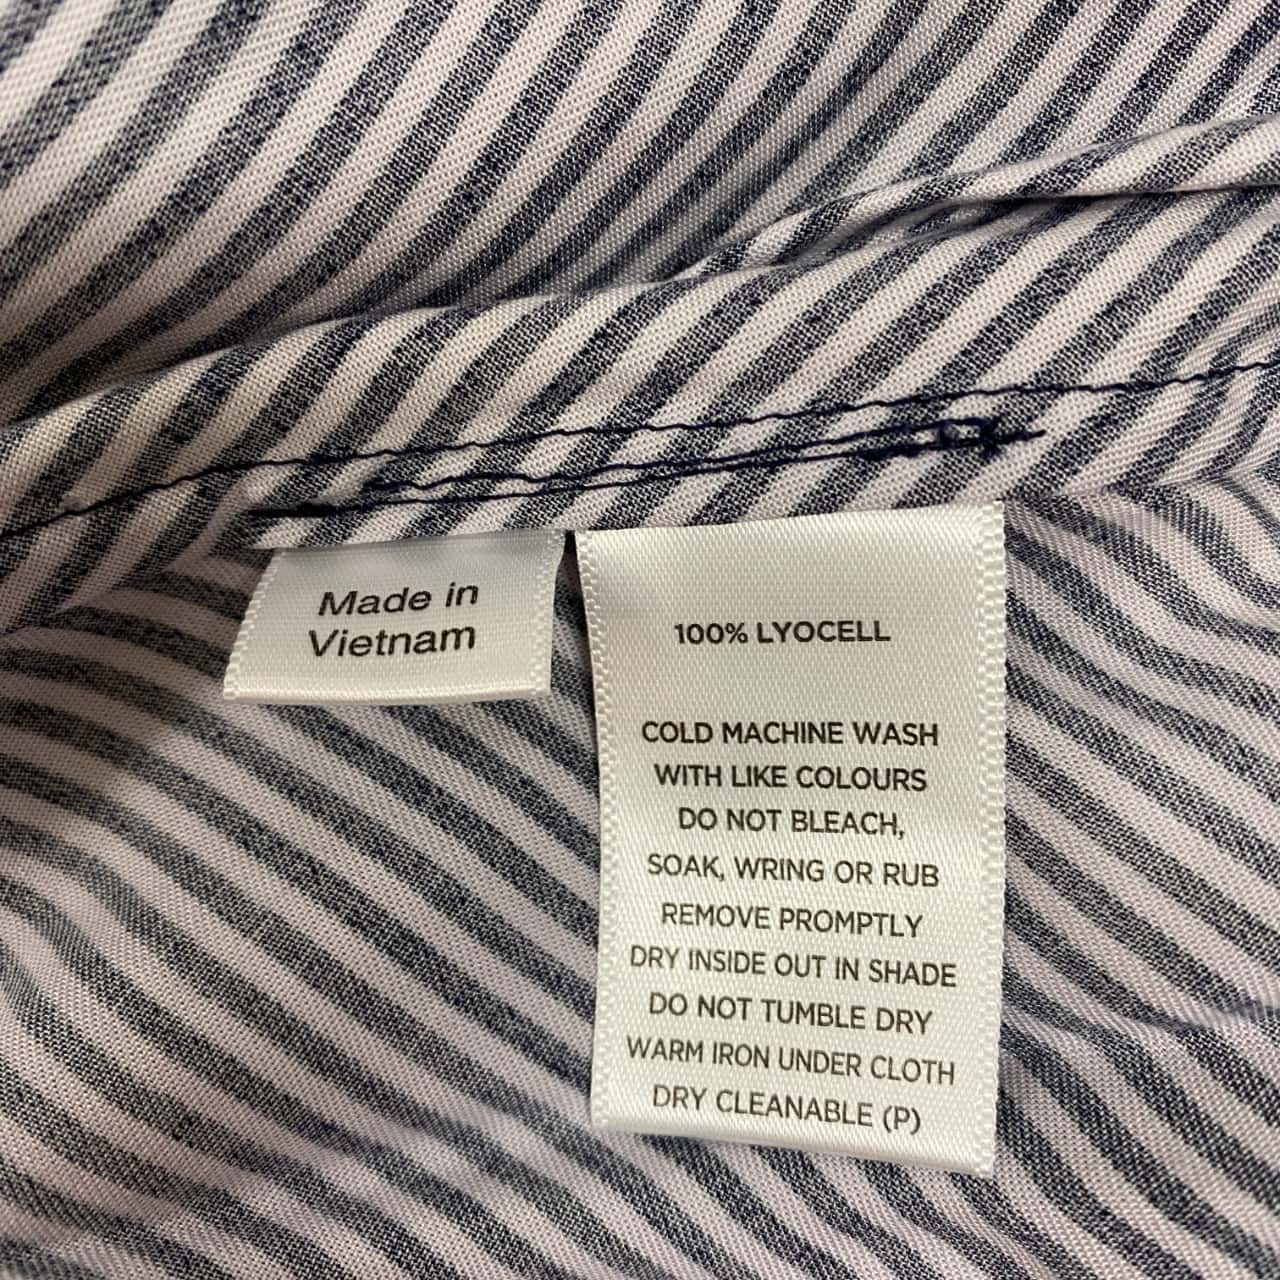 Made in
Vietnam
100% LYOCELL
COLD MACHINE WASH
WITH LIKE COLOURS
DO NOT BLEACH,
SOAK, WRING OR RUB
REMOVE PROMPTLY
DRY INSIDE OUT IN SHADE
DO NOT TUMBLE DRY
WARM IRON UNDER CLOTH
DRY CLEANABLE (P)